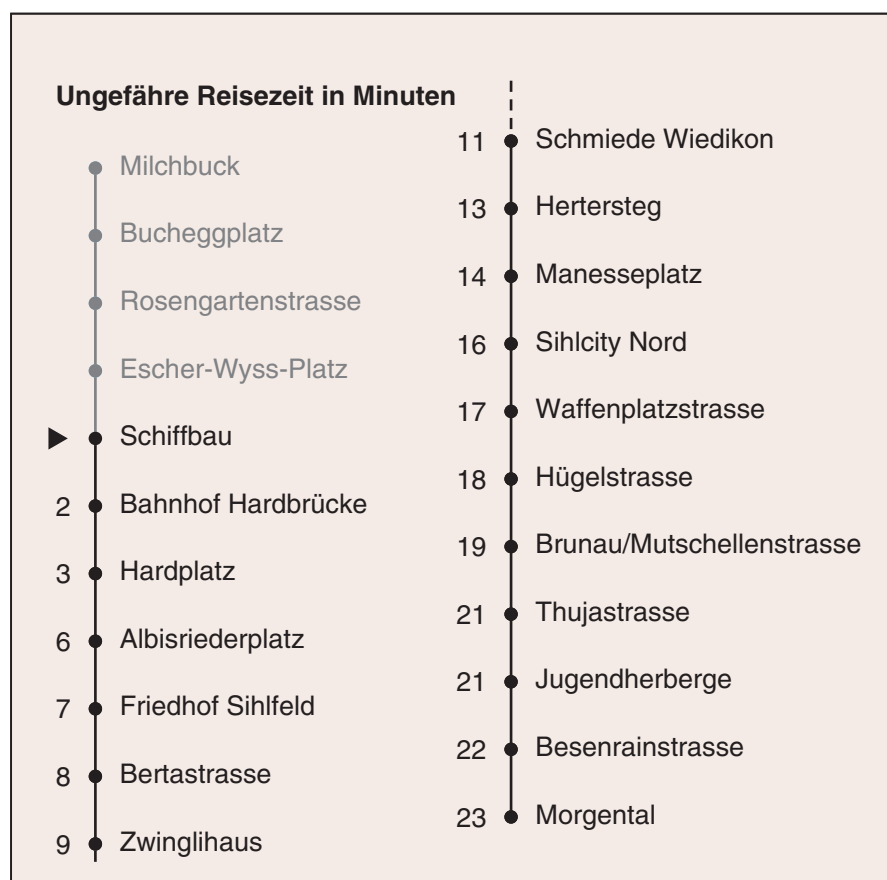 Ungefähre Reisezeit in Minuten
Milchbuck
Bucheggplatz
Rosengartenstrasse
Escher-Wyss-Platz
Schiffbau
2 Bahnhof Hardbrücke
3 Hardplatz
6 Albisriederplatz
7 Friedhof Sihlfeld
8 Bertastrasse
9 Zwinglihaus
11 Schmiede Wiedikon
13 Hertersteg
14 Manesseplatz
16 Sihlcity Nord
17 Waffenplatzstrasse
18 Hügelstrasse
19 Brunau/Mutschellenstrasse
21 Thujastrasse
21 Jugendherberge
22 Besenrainstrasse
23 Morgental